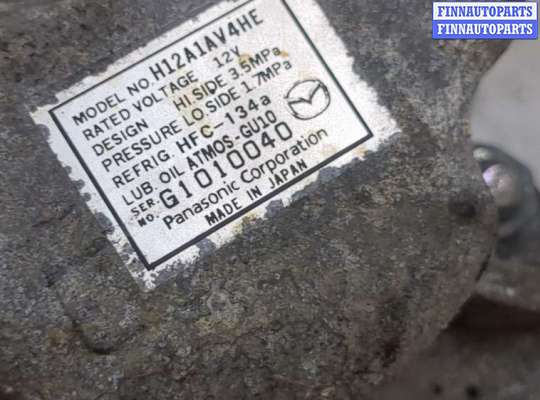 FINNAUTOPARTS
FINNAUTOPARTS
MODEL NO. H12A1AV4HE
RATED VOLTAGE 12V
DESIGN HI.SIDE 3.5MPa
PRESSURE LO.SIDE 1.7MPa
REFRIG. HFC-134a
LUB. OIL ATMOS-GU10
SER. NO. G1010040
Panasonic Corporation
MADE IN JAPAN